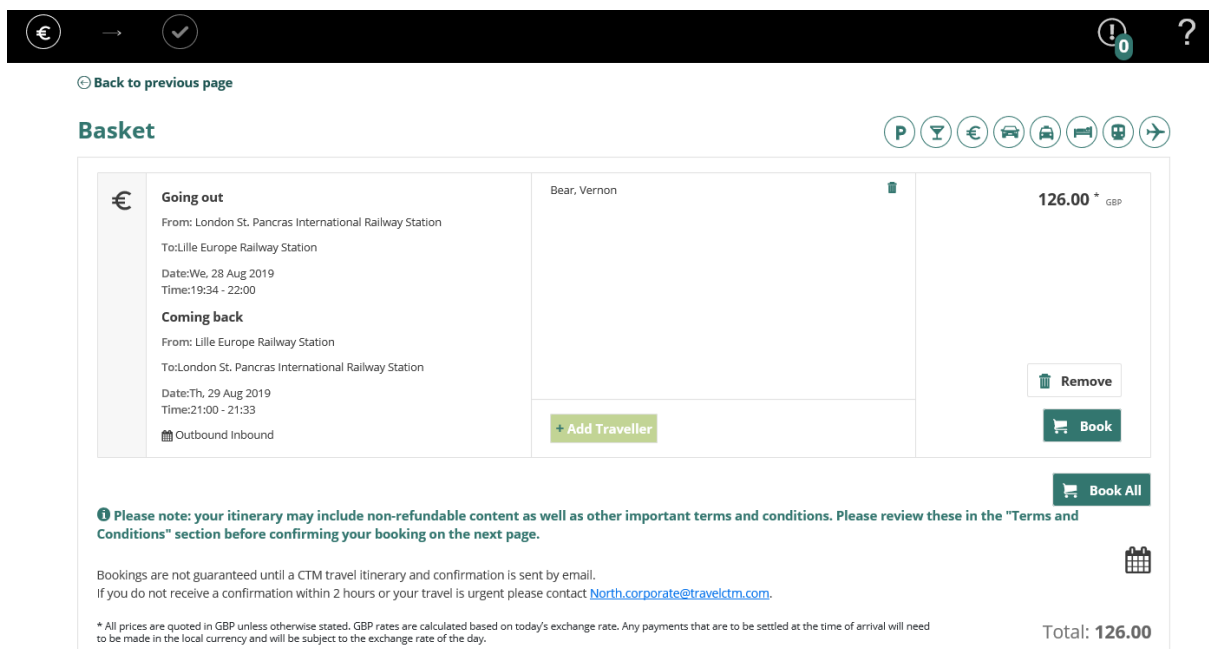 €
0
?
Back to previous page
Basket
P
€
€
Going out
From: London St. Pancras International Railway Station
To:Lille Europe Railway Station
Date:We, 28 Aug 2019
Time:19:34 - 22:00
Coming back
From: Lille Europe Railway Station
To:London St. Pancras International Railway Station
Date:Th, 29 Aug 2019
Time:21:00 - 21:33
Outbound Inbound
Bear, Vernon
+ Add Traveller
126.00 * GBP
Remove
Book
Book All
Please note: your itinerary may include non-refundable content as well as other important terms and conditions. Please review these in the "Terms and
Conditions" section before confirming your booking on the next page.
Bookings are not guaranteed until a CTM travel itinerary and confirmation is sent by email.
If you do not receive a confirmation within 2 hours or your travel is urgent please contact North.corporate@travelctm.com.
* All prices are quoted in GBP unless otherwise stated. GBP rates are calculated based on today's exchange rate. Any payments that are to be settled at the time of arrival will need
to be made in the local currency and will be subject to the exchange rate of the day.
Total: 126.00